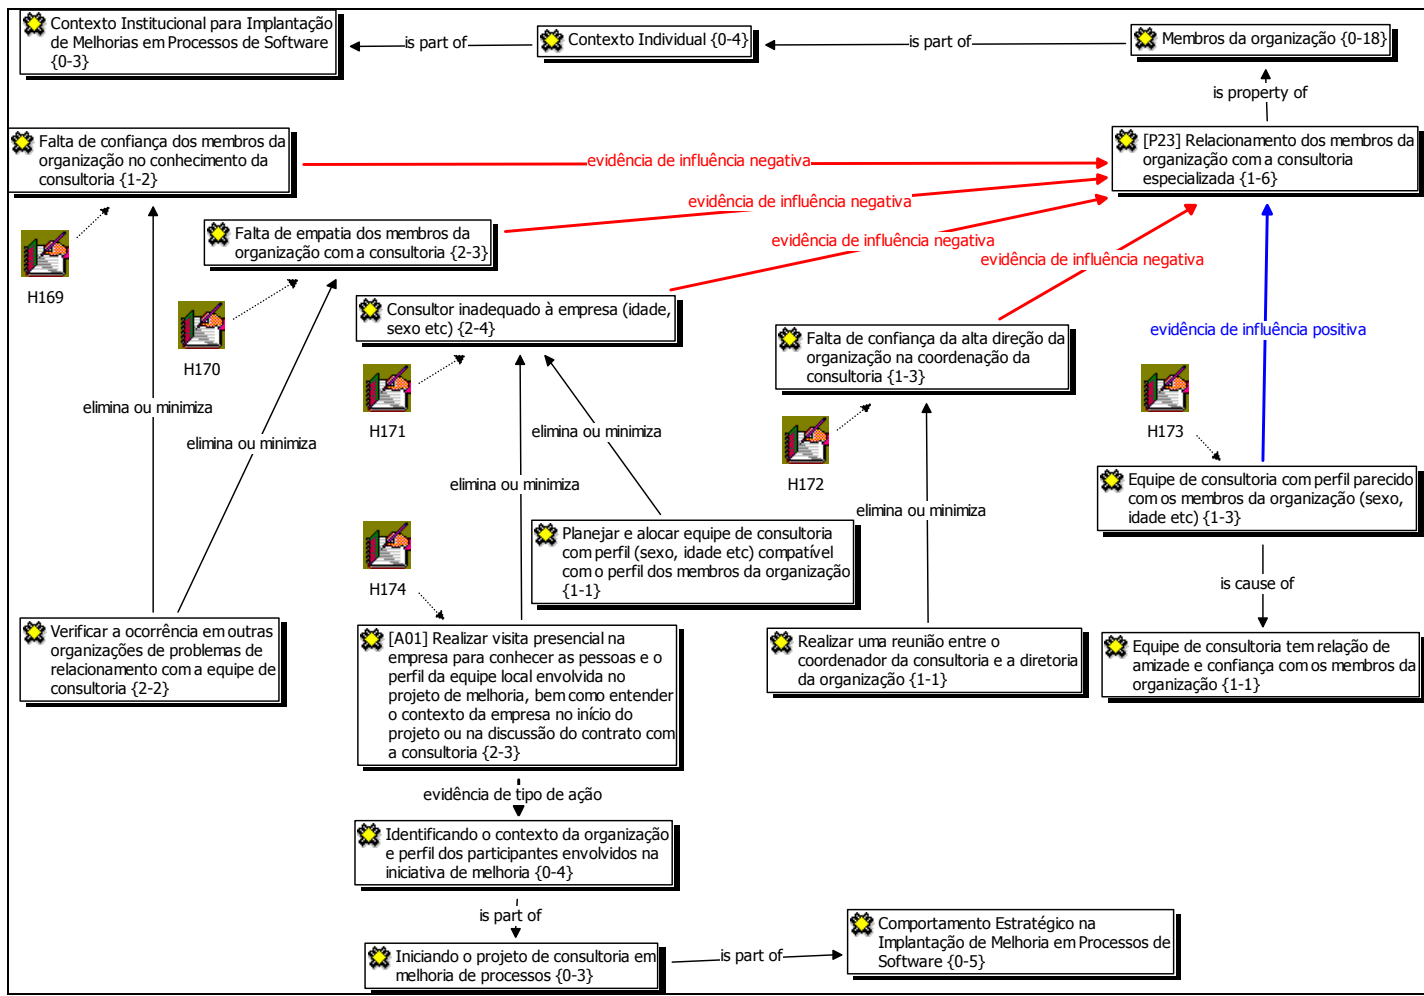 Contexto Institucional para Implantação
de Melhorias em Processos de Software
{0-3}
is part of
Contexto Individual {0-4}
is part of
Membros da organização {0-18}
is property of
Falta de confiança dos membros da
organização no conhecimento da
consultoria {1-2}
evidência de influência negativa
[P23] Relacionamento dos membros da
organização com a consultoria
especializada {1-6}
H169
Falta de empatia dos membros da
organização com a consultoria {2-3}
evidência de influência negativa
evidência de influência negativa
evidência de influência negativa
H170
Consultor inadequado à empresa (idade,
sexo etc) {2-4}
Falta de confiança da alta direção da
organização na coordenação da
consultoria {1-3}
evidência de influência positiva
H171
H172
H173
elimina ou minimiza
elimina ou minimiza
elimina ou minimiza
elimina ou minimiza
elimina ou minimiza
Equipe de consultoria com perfil parecido
com os membros da organização (sexo,
idade etc) {1-3}
H174
Planejar e alocar equipe de consultoria
com perfil (sexo, idade etc) compatível
com o perfil dos membros da organização
{1-1}
is cause of
Verificar a ocorrência em outras
organizações de problemas de
relacionamento com a equipe de
consultoria {2-2}
[A01] Realizar visita presencial na
empresa para conhecer as pessoas e o
perfil da equipe local envolvida no
projeto de melhoria, bem como entender
o contexto da empresa no início do
projeto ou na discussão do contrato com
a consultoria {2-3}
Realizar uma reunião entre o
coordenador da consultoria e a diretoria
da organização {1-1}
Equipe de consultoria tem relação de
amizade e confiança com os membros da
organização {1-1}
evidência de tipo de ação
Identificando o contexto da organização
e perfil dos participantes envolvidos na
iniciativa de melhoria {0-4}
is part of
Iniciando o projeto de consultoria em
melhoria de processos {0-3}
is part of
Comportamento Estratégico na
Implantação de Melhoria em Processos de
Software {0-5}